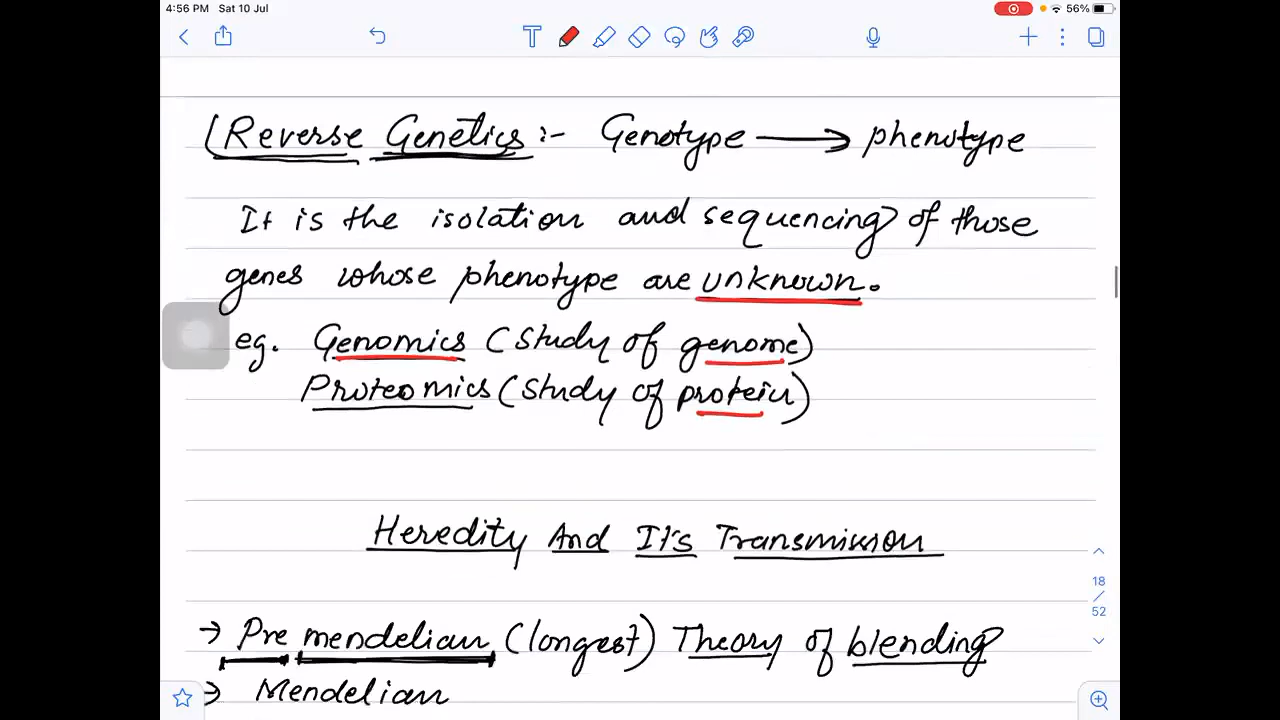 4:56 PM Sat 10 Jul 56%
(Reverse Genetics :- Genotype → phenotype
It is the isolation and sequencing of those
genes whose phenotype are unknown.
eg. Genomics (Study of genome)
Proteomics (Study of protein)
Heredity And It's Transmission
18
/
52
→ Pre mendelian (longest) Theory of blending
→ Mendelian